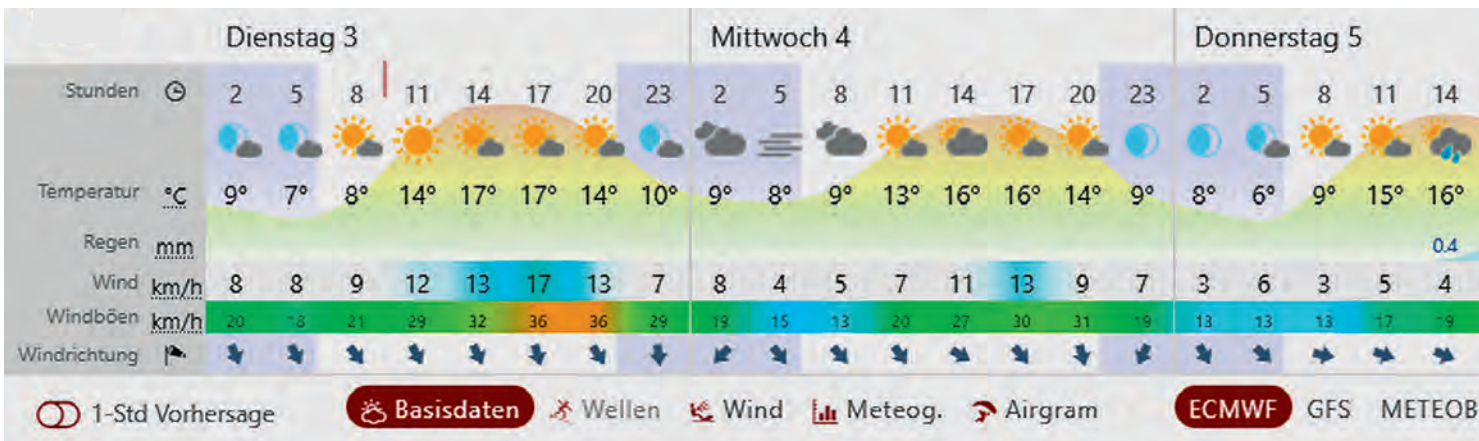 Dienstag 3 Mittwoch 4 Donnerstag 5
Stunden 2 5 8 11 14 17 20 23 2 5 8 11 14 17 20 23 2 5 8 11 14
Temperatur °C 9° 7° 8° 14° 17° 17° 14° 10° 9° 8° 9° 13° 16° 16° 14° 9° 8° 6° 9° 15° 16°
Regen mm 0.4
Wind km/h 8 8 9 12 13 17 13 7 8 4 5 7 11 13 9 7 3 6 3 5 4
Windböen km/h 20 18 21 29 32 36 36 29 19 15 13 20 27 30 31 19 13 13 13 17 19
Windrichtung
1-Std Vorhersage Basisdaten Wellen Wind Meteog. Airgram ECMWF GFS METEOB